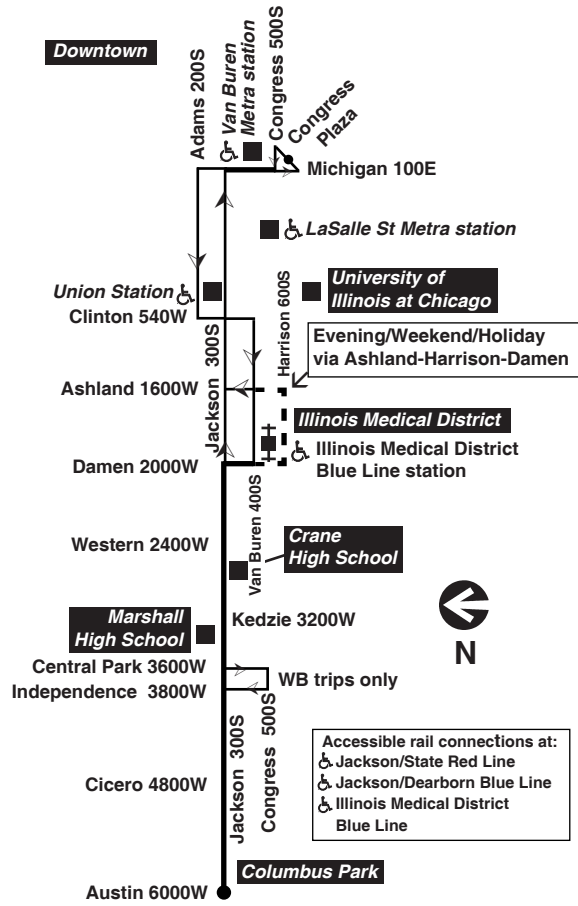 Downtown
Adams 200S
Van Buren
Metra station
Congress 500S
Congress
Plaza
Michigan 100E
LaSalle St Metra station
Union Station
Harrison 600S
University of
Illinois at Chicago
Clinton 540W
Evening/Weekend/Holiday
via Ashland-Harrison-Damen
Jackson 300S
Ashland 1600W
Illinois Medical District
Illinois Medical District
Blue Line station
Damen 2000W
Van Buren 400S
Western 2400W
Crane
High School
Marshall
High School
Kedzie 3200W
N
Central Park 3600W
Independence 3800W
WB trips only
Jackson 300S
Congress 500S
Accessible rail connections at:
Jackson/State Red Line
Jackson/Dearborn Blue Line
Illinois Medical District
Blue Line
Cicero 4800W
Columbus Park
Austin 6000W